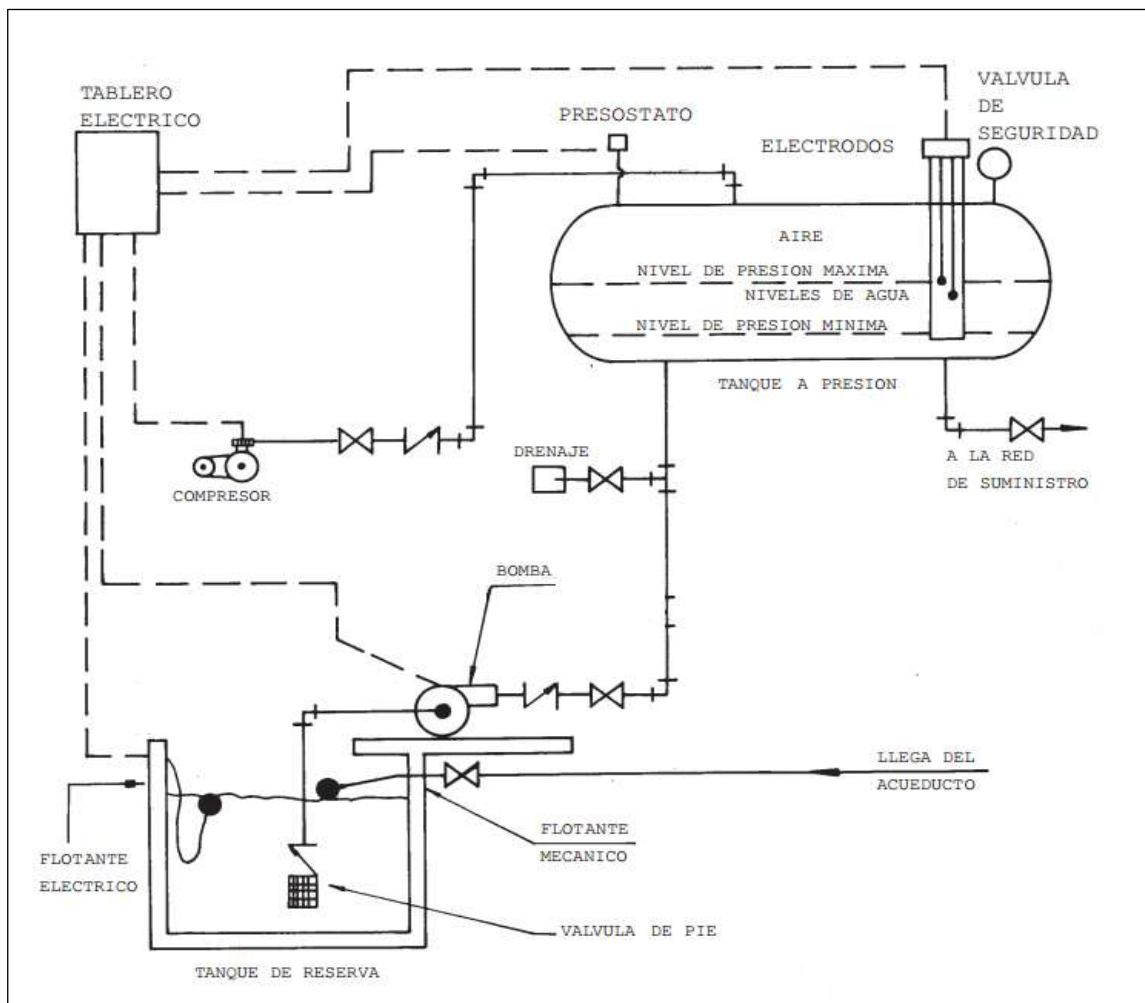 TABLERO
ELECTRICO
PRESOSTATO
VALVULA
DE
SEGURIDAD
ELECTRODOS
AIRE
NIVEL DE PRESION MAXIMA
NIVELES DE AGUA
NIVEL DE PRESION MINIMA
TANQUE A PRESION
COMPRESOR
DRENAJE
A LA RED
DE SUMINISTRO
BOMBA
LLEGA DEL
ACUEDUCTO
FLOTANTE
MECANICO
FLOTANTE
ELECTRICO
VALVULA DE PIE
TANQUE DE RESERVA